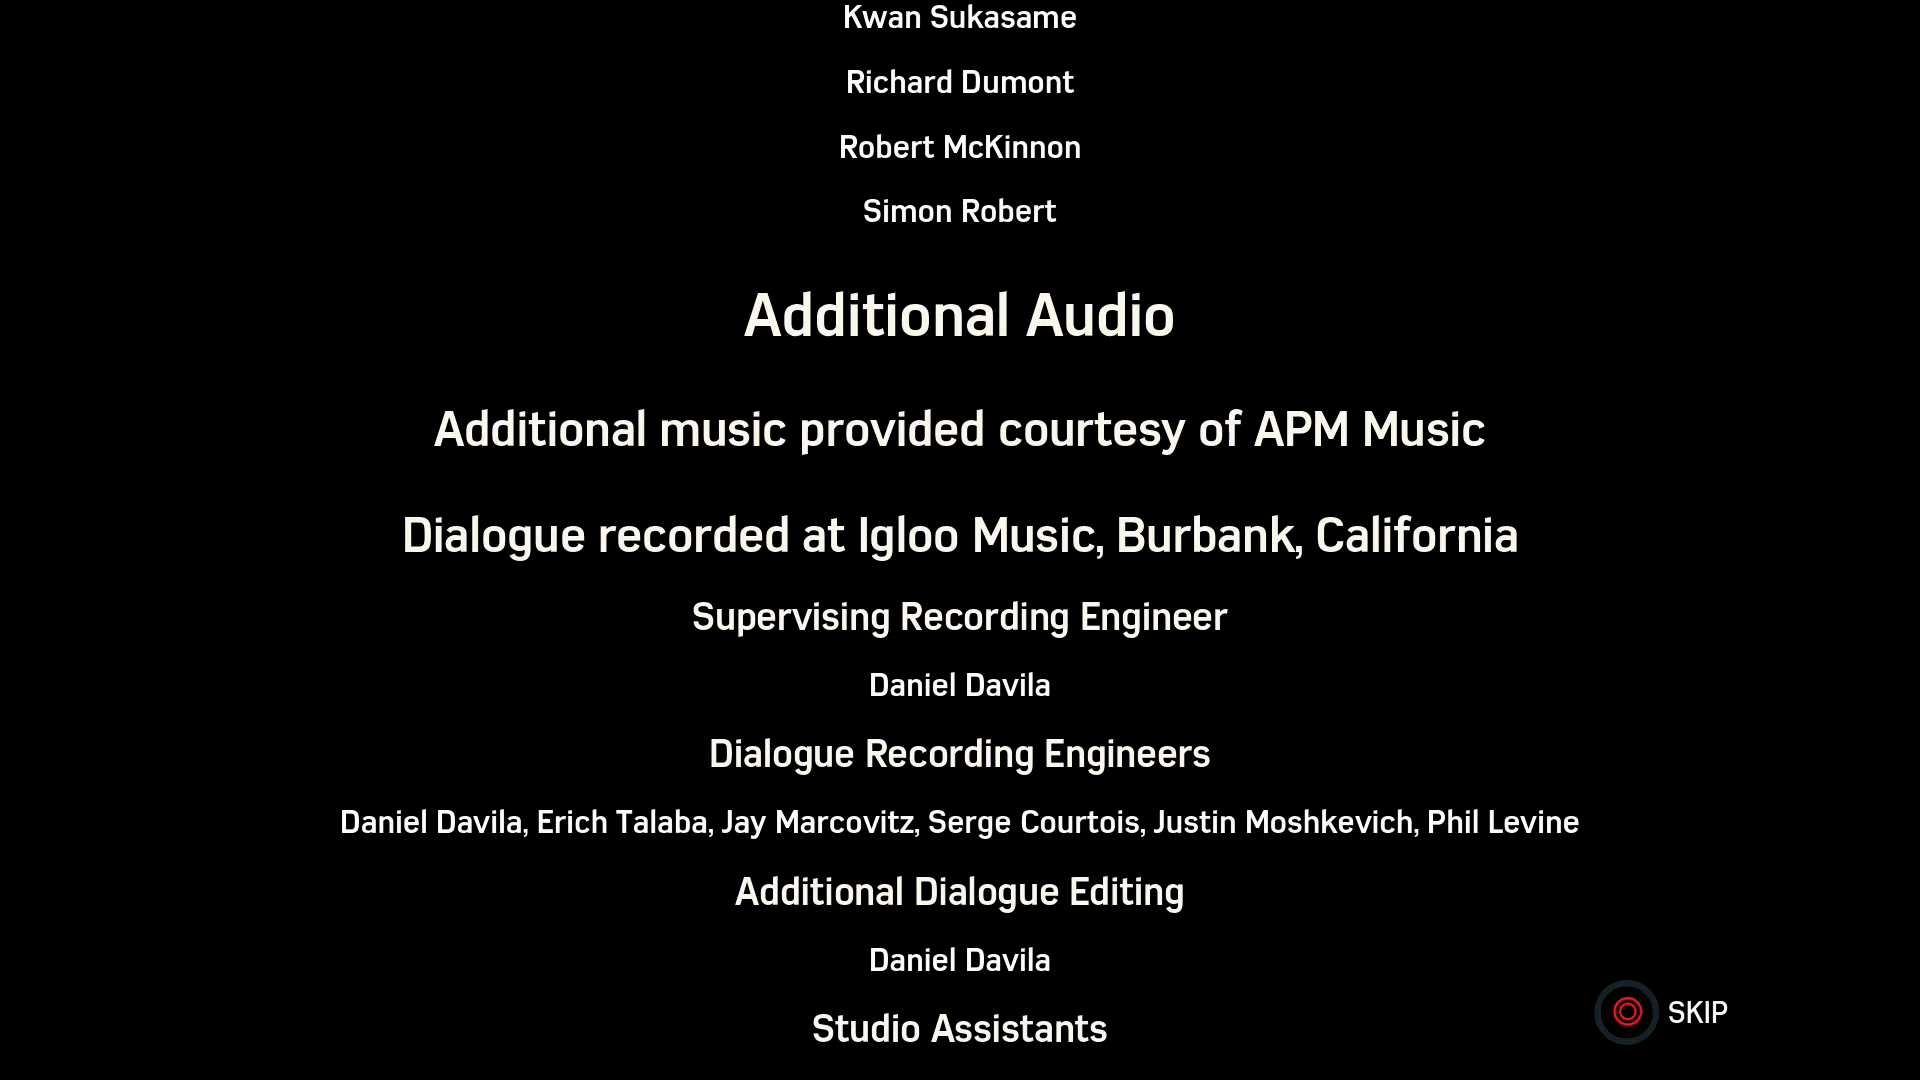 Kwan Sukasame
Richard Dumont
Robert McKinnon
Simon Robert
Additional Audio
Additional music provided courtesy of APM Music
Dialogue recorded at Igloo Music, Burbank, California
Supervising Recording Engineer
Daniel Davila
Dialogue Recording Engineers
Daniel Davila, Erich Talaba, Jay Marcovitz, Serge Courtois, Justin Moshkevich, Phil Levine
Additional Dialogue Editing
Daniel Davila
Studio Assistants
SKIP